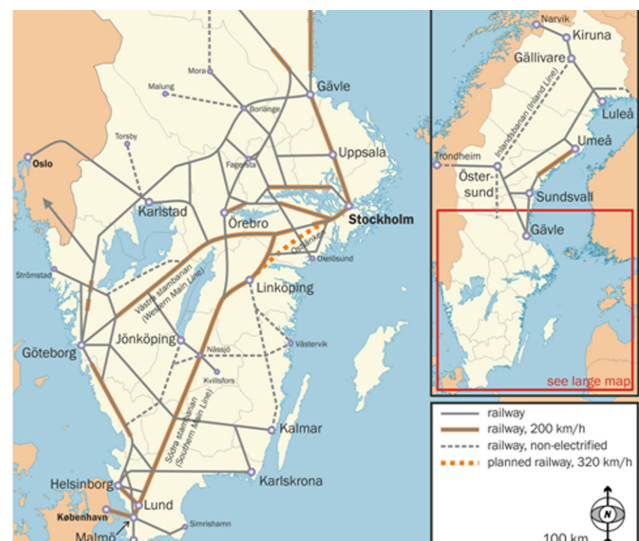 Mora
Malung
Borlänge
Gävle
Torsby
Oslo
Fagersta
Uppsala
Karlstad
Örebro
Stockholm
Ostlänken
Oxelösund
Strömstad
Västra stambanan
(Western Main Line)
Linköping
Göteborg
Jönköping
Nässjö
Västervik
Kvillsfors
Södra stambanan
(Southern Main Line)
Kalmar
Helsingborg
Karlskrona
Lund
København
Simrishamn
Malmö
Narvik
Kiruna
Gällivare
Inlandsbanan (Inland Line)
Luleå
Umeå
Trondheim
Öster-
sund
Sundsvall
Gävle
see large map
railway
railway, 200 km/h
railway, non-electrified
planned railway, 320 km/h
N
100 km